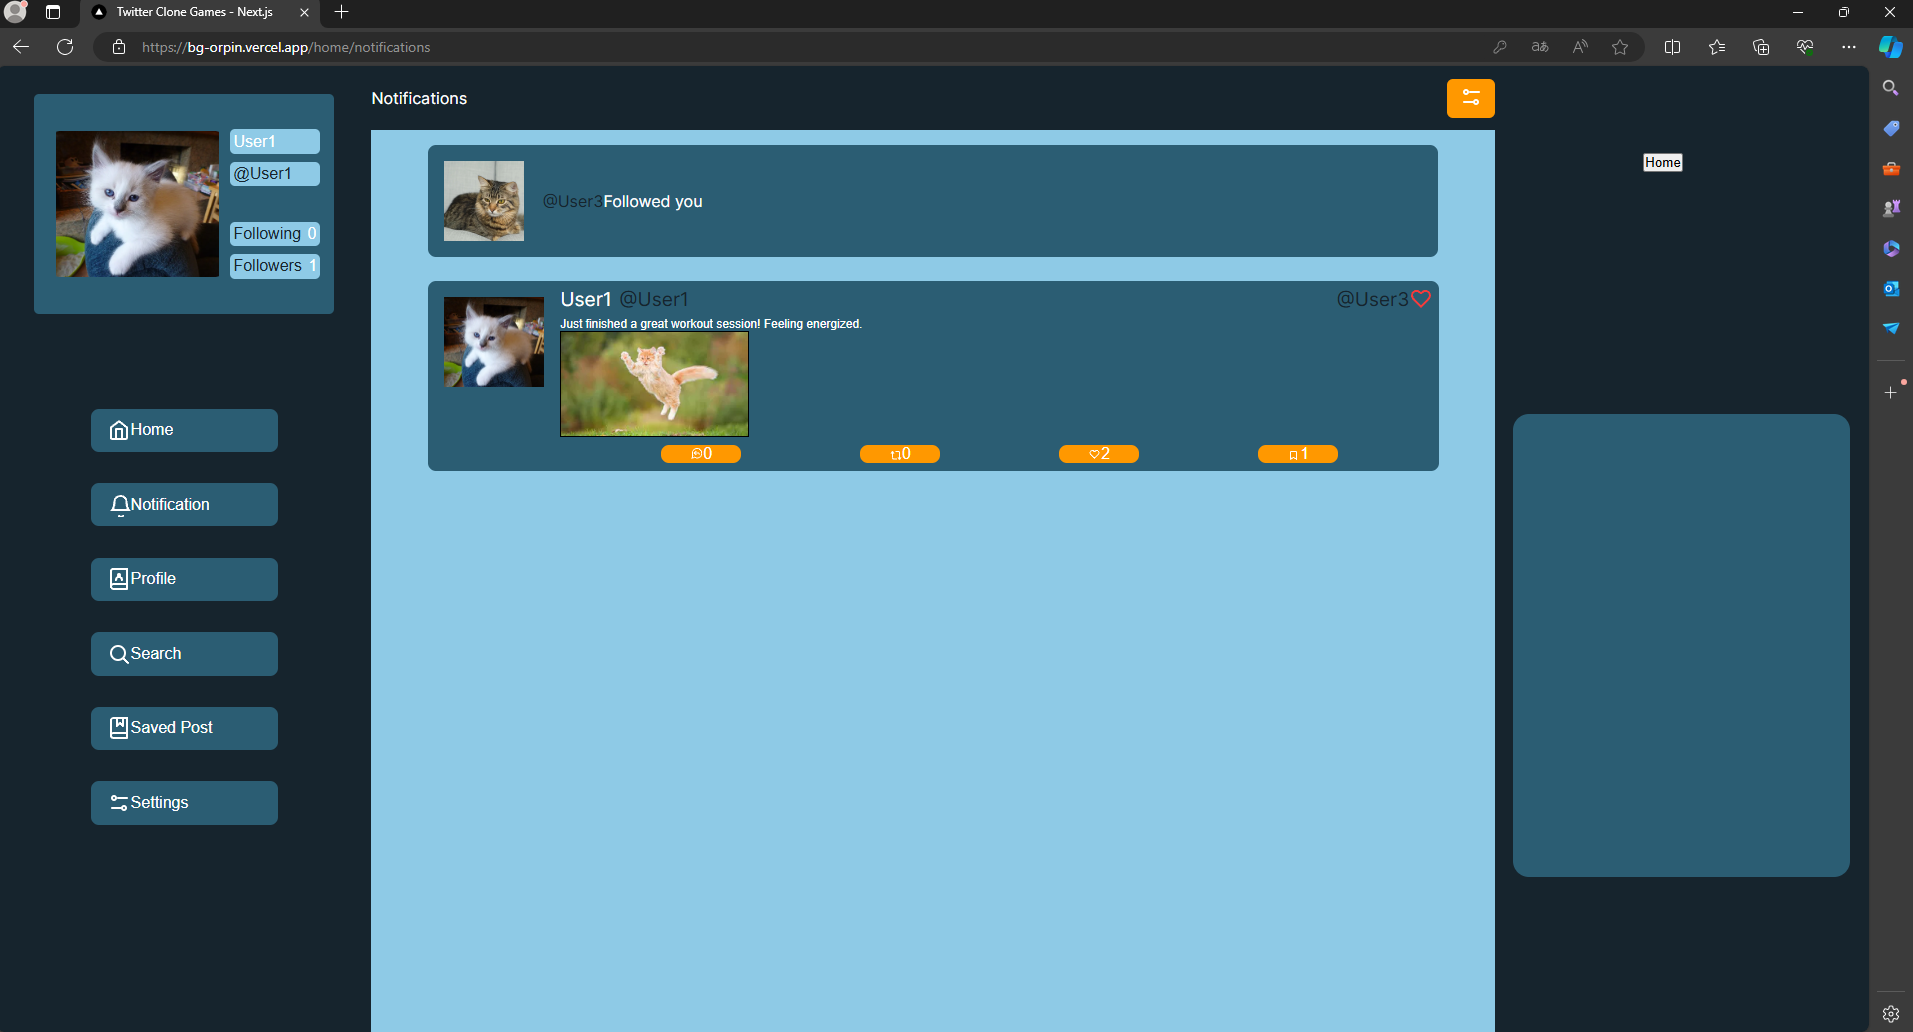 Twitter Clone Games - Next.js
https://bg-orpin.vercel.app/home/notifications
User1
@User1
Following 0
Followers 1
Home
Notification
Profile
Search
Saved Post
Settings
Notifications
@User3Followed you
User1 @User1
@User3
Just finished a great workout session! Feeling energized.
0
0
2
1
Home